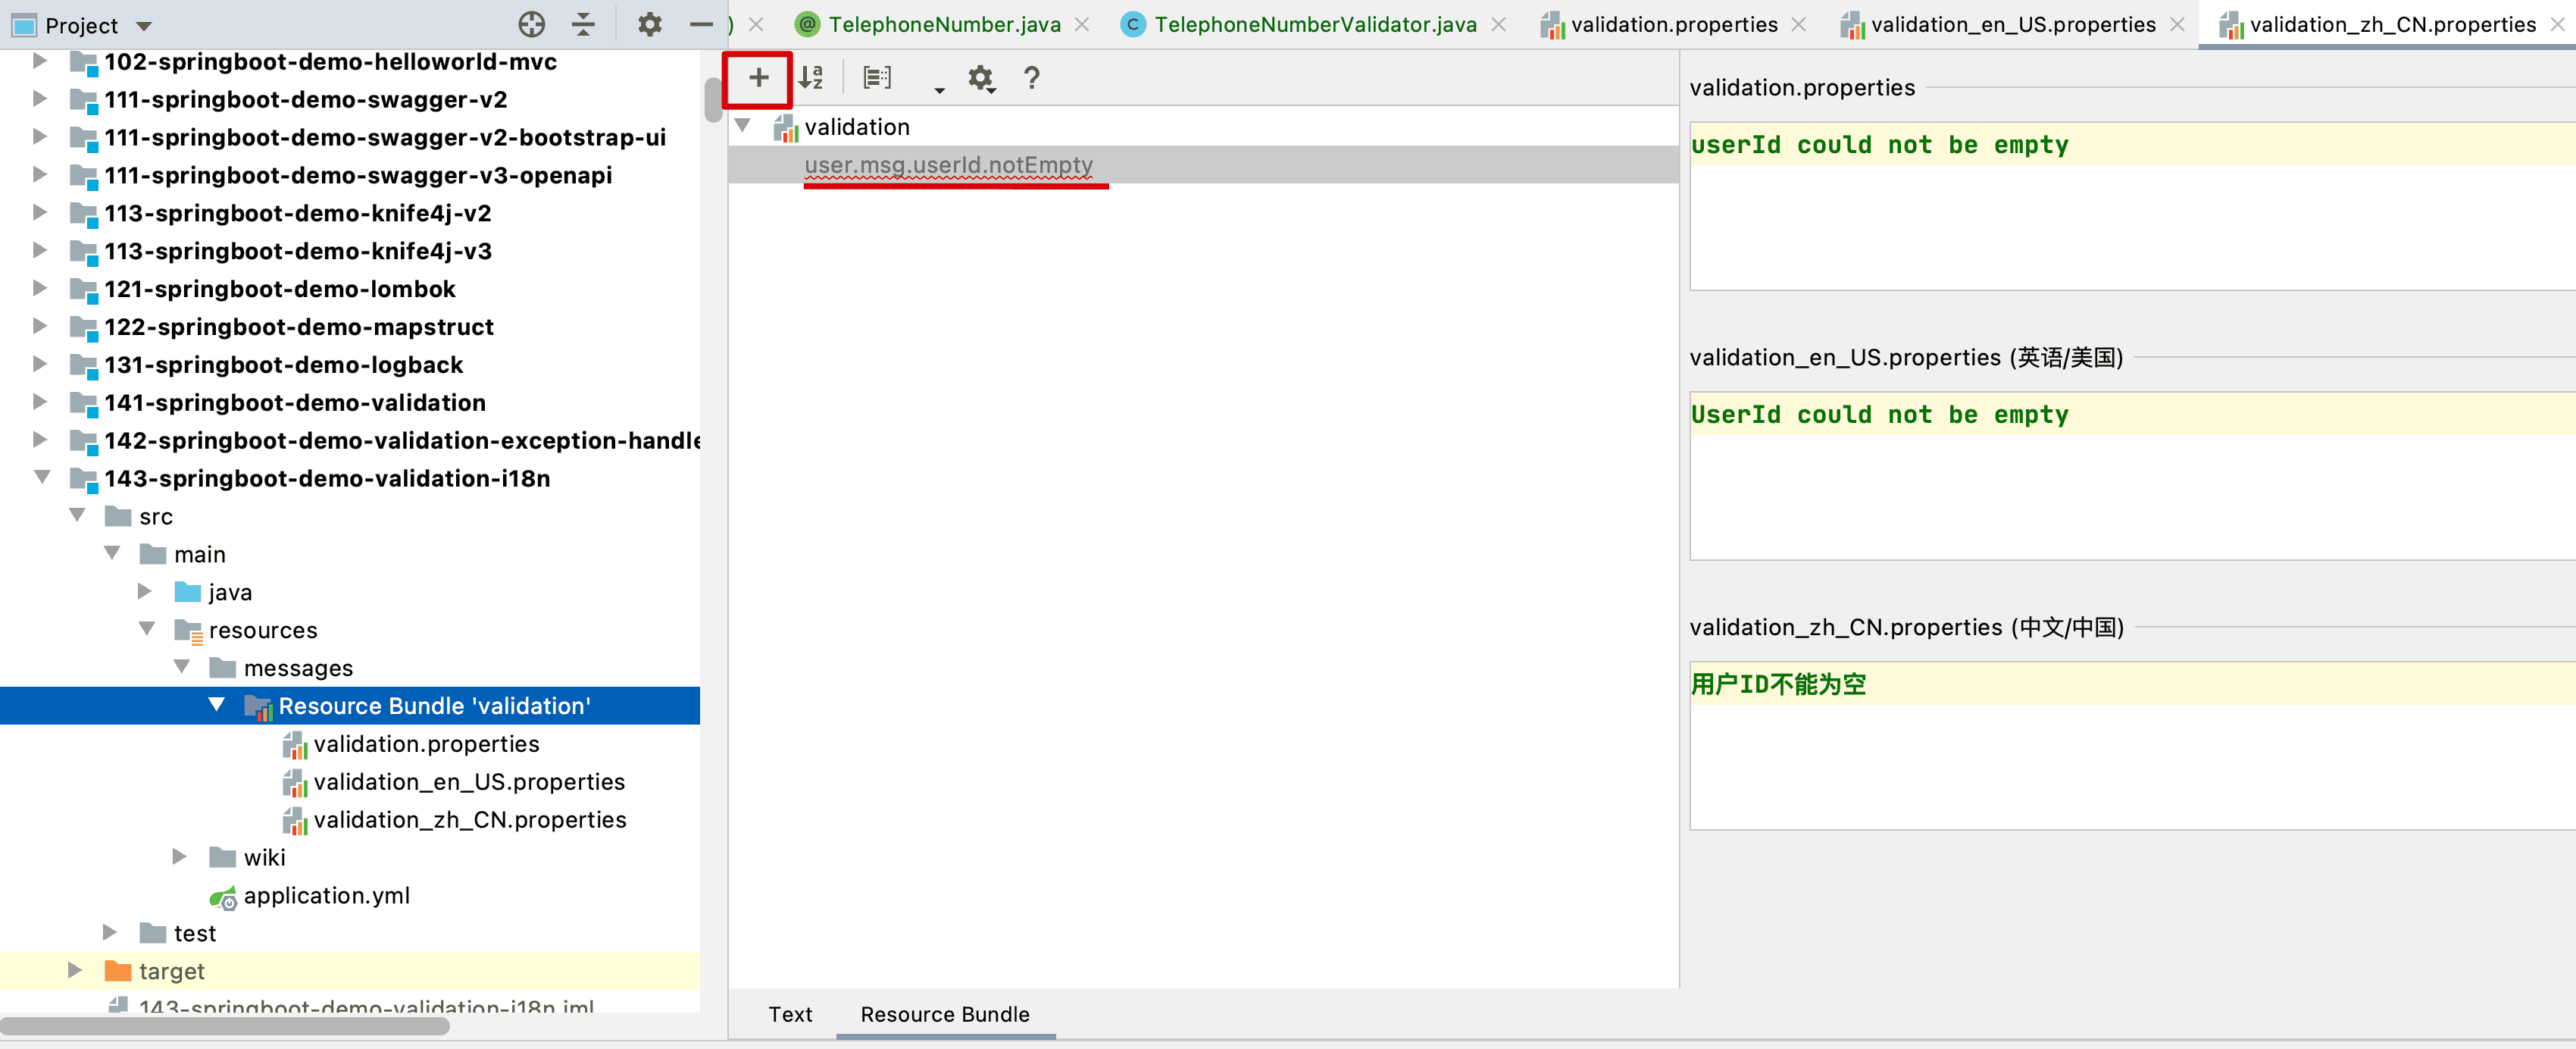 Project
102-springboot-demo-helloworld-mvc
111-springboot-demo-swagger-v2
111-springboot-demo-swagger-v2-bootstrap-ui
111-springboot-demo-swagger-v3-openapi
113-springboot-demo-knife4j-v2
113-springboot-demo-knife4j-v3
121-springboot-demo-lombok
122-springboot-demo-mapstruct
131-springboot-demo-logback
141-springboot-demo-validation
142-springboot-demo-validation-exception-handle
143-springboot-demo-validation-i18n
src
main
java
resources
messages
Resource Bundle 'validation'
validation.properties
validation_en_US.properties
validation_zh_CN.properties
wiki
application.yml
test
target
143-springboot-demo-validation-i18n.iml
) @ TelephoneNumber.java C TelephoneNumberValidator.java validation.properties validation_en_US.properties validation_zh_CN.properties
+ a z ?
validation
user.msg.userId.notEmpty
Text Resource Bundle
validation.properties
userId could not be empty
validation_en_US.properties (英语/美国)
UserId could not be empty
validation_zh_CN.properties (中文/中国)
用户ID不能为空